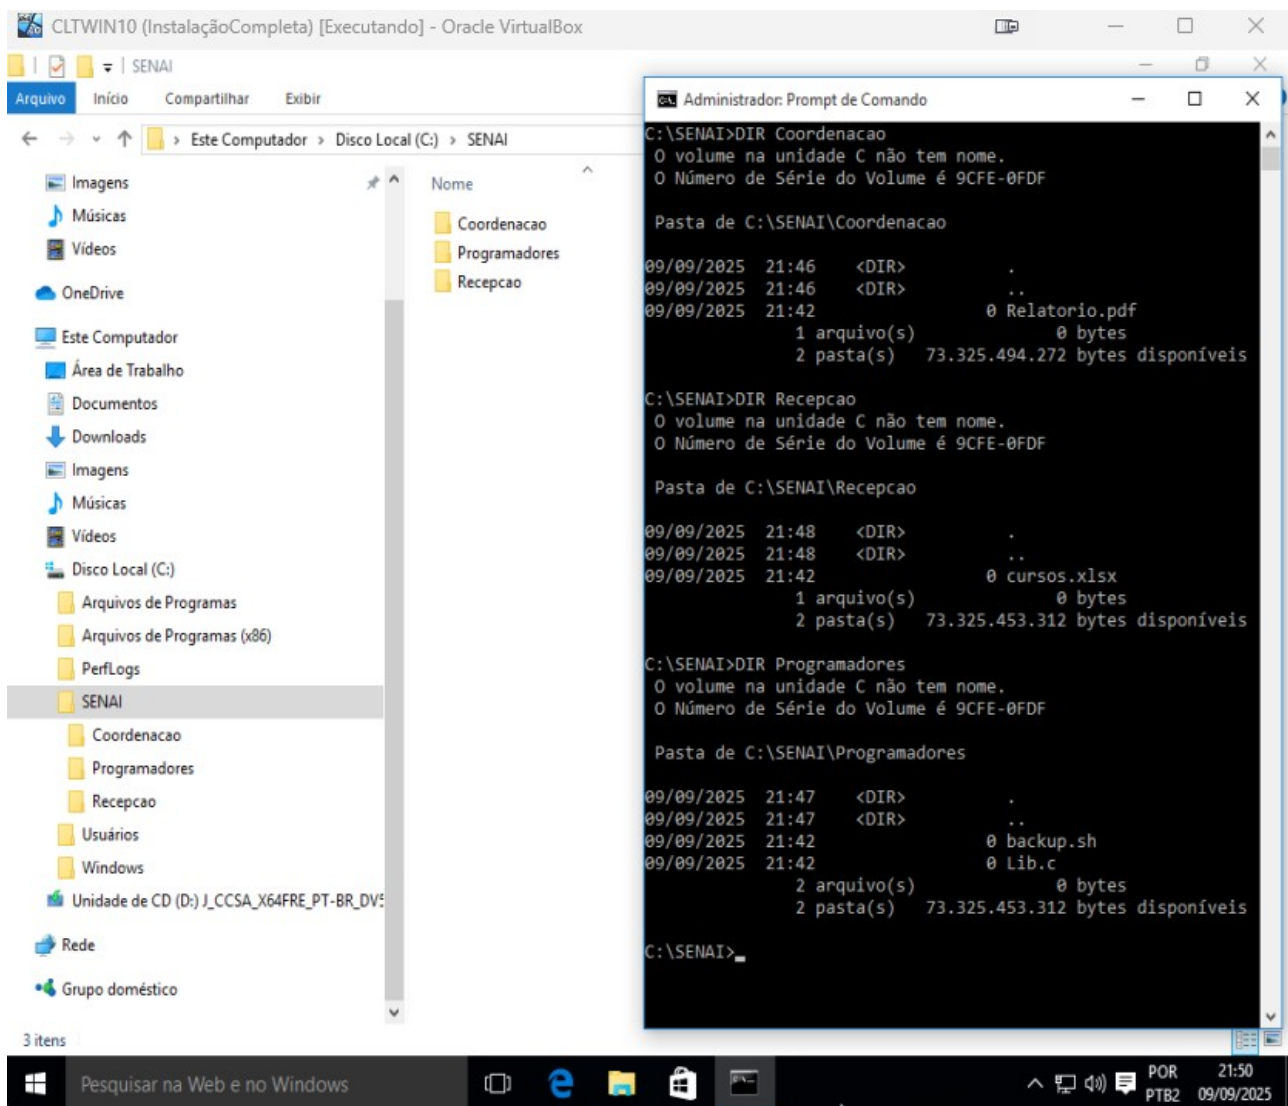 CLTWIN10 (InstalaçãoCompleta) [Executando] - Oracle VirtualBox
SENAI
Arquivo Início Compartilhar Exibir
Este Computador > Disco Local (C:) > SENAI
Imagens
Músicas
Vídeos
OneDrive
Este Computador
Área de Trabalho
Documentos
Downloads
Imagens
Músicas
Vídeos
Disco Local (C:)
Arquivos de Programas
Arquivos de Programas (x86)
PerfLogs
SENAI
Coordenacao
Programadores
Recepcao
Usuários
Windows
Unidade de CD (D:) J_CCSA_X64FRE_PT-BR_DV5
Rede
Grupo doméstico
3 itens
Nome
Coordenacao
Programadores
Recepcao
Administrador: Prompt de Comando
C:\SENAI>DIR Coordenacao
O volume na unidade C não tem nome.
O Número de Série do Volume é 9CFE-0FDF
Pasta de C:\SENAI\Coordenacao
09/09/2025 21:46 <DIR> .
09/09/2025 21:46 <DIR> ..
09/09/2025 21:42 0 Relatorio.pdf
1 arquivo(s) 0 bytes
2 pasta(s) 73.325.494.272 bytes disponíveis
C:\SENAI>DIR Recepcao
O volume na unidade C não tem nome.
O Número de Série do Volume é 9CFE-0FDF
Pasta de C:\SENAI\Recepcao
09/09/2025 21:48 <DIR> .
09/09/2025 21:48 <DIR> ..
09/09/2025 21:42 0 cursos.xlsx
1 arquivo(s) 0 bytes
2 pasta(s) 73.325.453.312 bytes disponíveis
C:\SENAI>DIR Programadores
O volume na unidade C não tem nome.
O Número de Série do Volume é 9CFE-0FDF
Pasta de C:\SENAI\Programadores
09/09/2025 21:47 <DIR> .
09/09/2025 21:47 <DIR> ..
09/09/2025 21:42 0 backup.sh
09/09/2025 21:42 0 Lib.c
2 arquivo(s) 0 bytes
2 pasta(s) 73.325.453.312 bytes disponíveis
C:\SENAI>
Pesquisar na Web e no Windows
POR 21:50
PTB2 09/09/2025